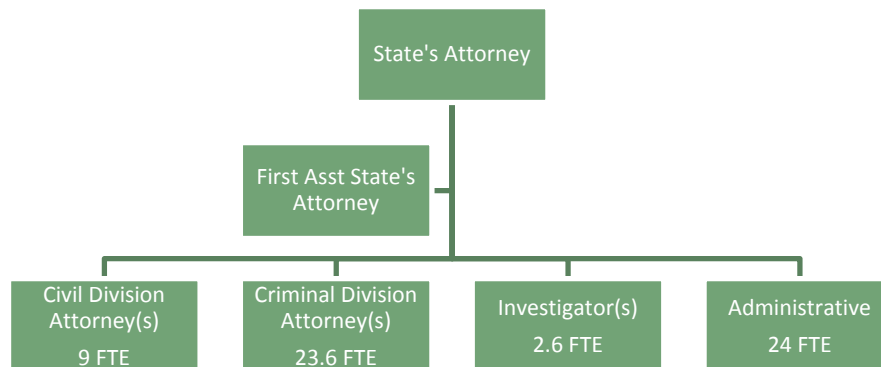 State's Attorney
First Asst State's
Attorney
Civil Division
Attorney(s)
9 FTE
Criminal Division
Attorney(s)
23.6 FTE
Investigator(s)
2.6 FTE
Administrative
24 FTE